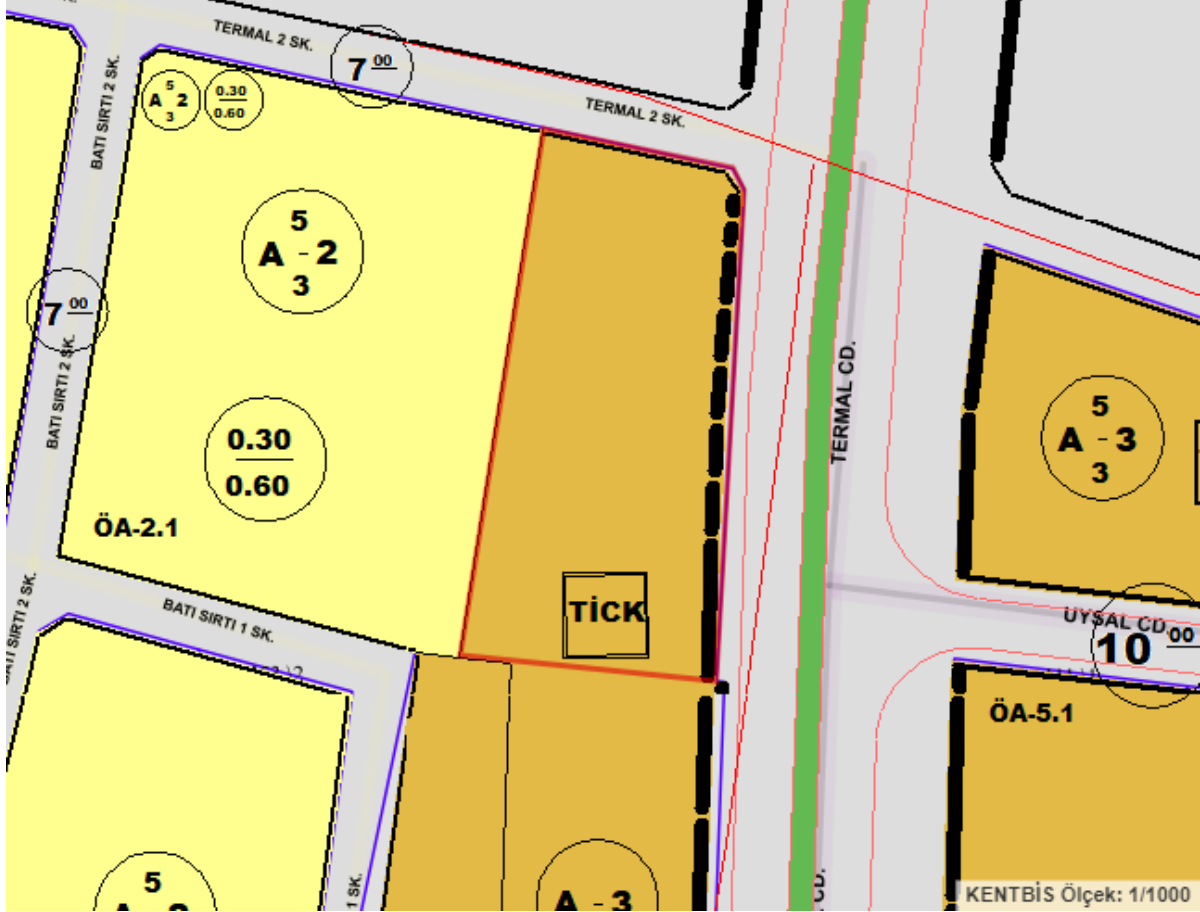 TERMAL 2 SK.
7 00
BATI SIRTI 2 SK.
5
A 2
3
0.30
0.60
TERMAL 2 SK.
5
A - 2
3
7 00
BATI SIRTI 2 SK.
0.30
0.60
ÖA-2.1
TERMAL CD.
5
A - 3
3
TİCK
BATI SIRTI 1 SK.
UYSAL CD.
10 00
ÖA-5.1
5
A - 3
1 SK.
CD.
KENTBİS Ölçek: 1/1000